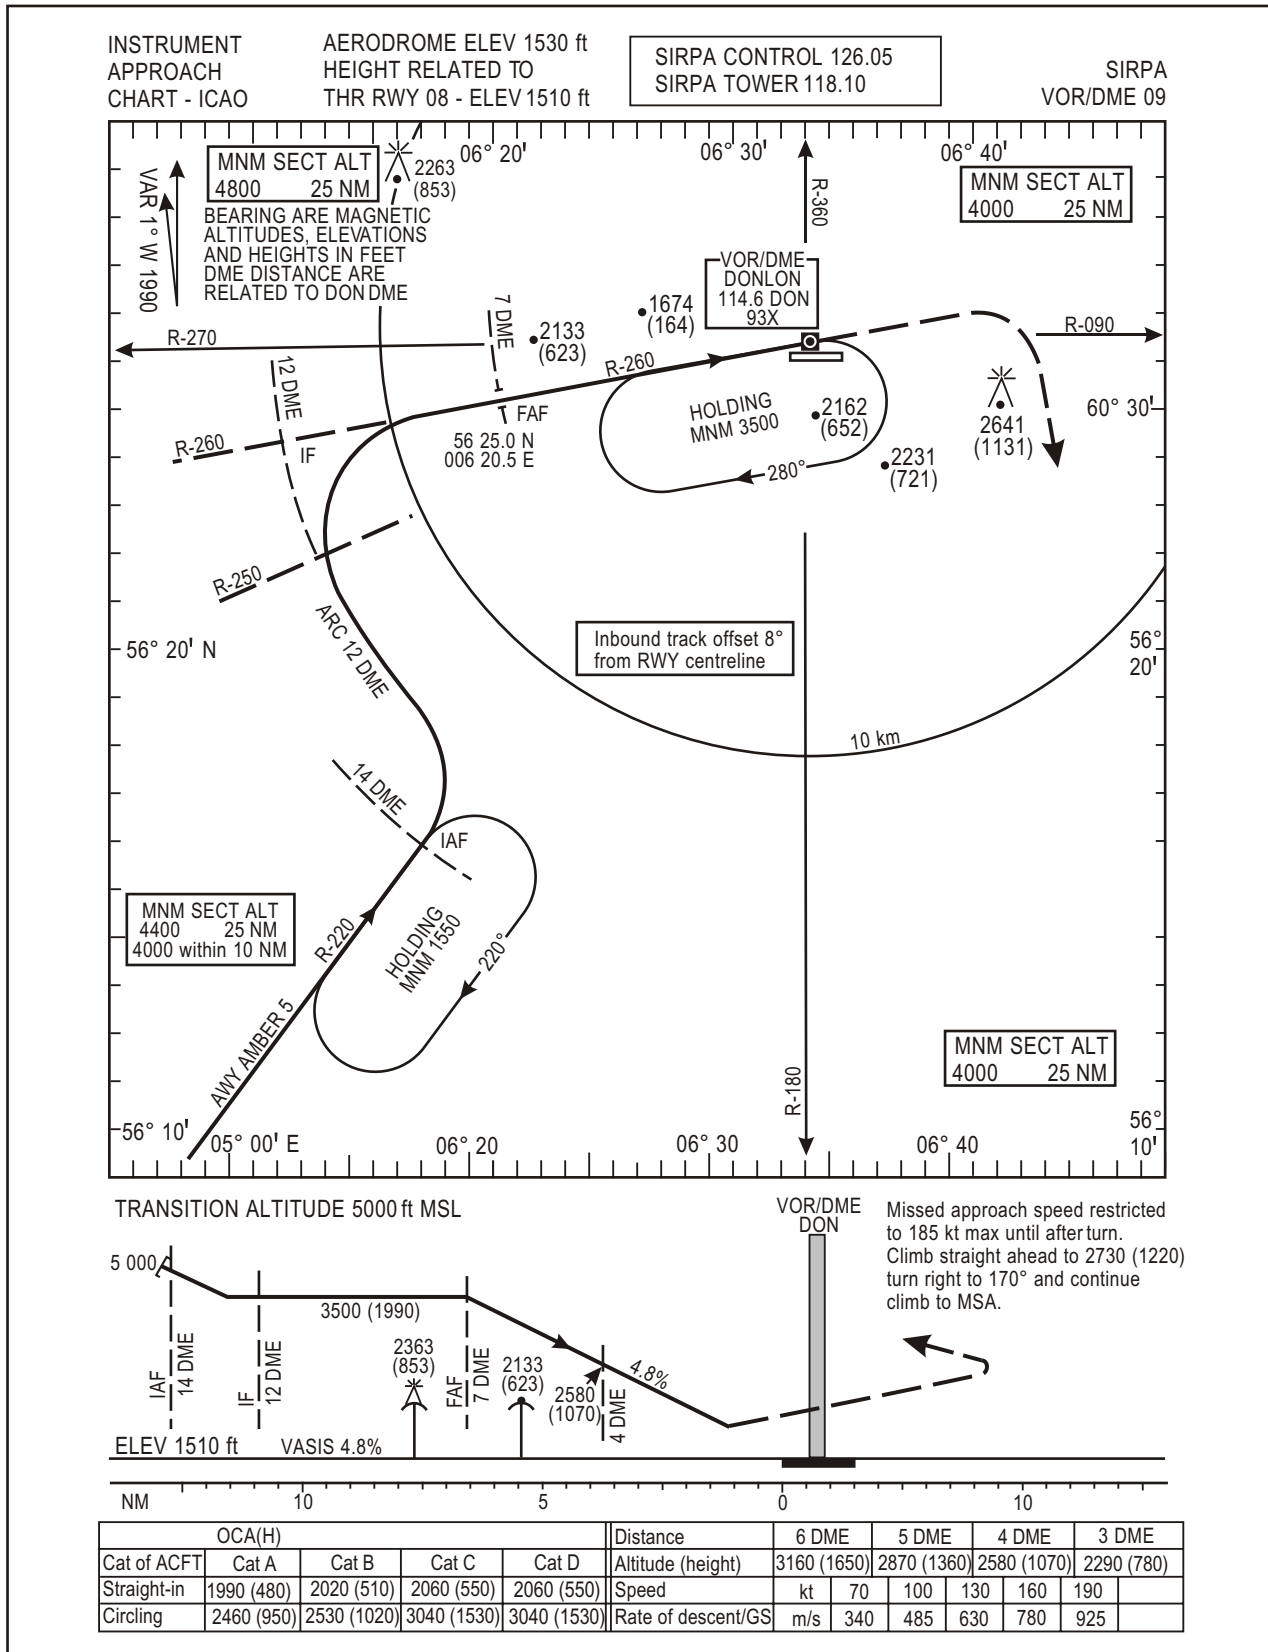 INSTRUMENT
APPROACH
CHART - ICAO
AERODROME ELEV 1530 ft
HEIGHT RELATED TO
THR RWY 08 - ELEV 1510 ft
SIRPA CONTROL 126.05
SIRPA TOWER 118.10
SIRPA
VOR/DME 09
06° 20'
06° 30'
06° 40'
MNM SECT ALT
4800 25 NM
2263
(853)
MNM SECT ALT
4000 25 NM
VAR 1° W 1990
BEARING ARE MAGNETIC
ALTITUDES, ELEVATIONS
AND HEIGHTS IN FEET
DME DISTANCE ARE
RELATED TO DON DME
R-360
VOR/DME
DONLON
114.6 DON
93X
7 DME
1674
(164)
2133
(623)
R-270
R-090
R-260
12 DME
FAF
HOLDING
MNM 3500
2162
(652)
2641
(1131)
60° 30'
R-260
IF
56 25.0 N
006 20.5 E
280°
2231
(721)
R-250
ARC 12 DME
56° 20' N
Inbound track offset 8°
from RWY centreline
56°
20'
10 km
14 DME
IAF
MNM SECT ALT
4400 25 NM
4000 within 10 NM
R-220
HOLDING
MNM 1550
220°
AWY AMBER 5
MNM SECT ALT
4000 25 NM
R-180
56° 10'
05° 00' E
06° 20
06° 30
06° 40
56°
10'
TRANSITION ALTITUDE 5000 ft MSL
VOR/DME
DON
Missed approach speed restricted
to 185 kt max until after turn.
Climb straight ahead to 2730 (1220)
turn right to 170° and continue
climb to MSA.
5 000
3500 (1990)
IAF
14 DME
IF
12 DME
2363
(853)
FAF
7 DME
2133
(623)
2580
(1070)
4 DME
4.8%
ELEV 1510 ft
VASIS 4.8%
NM 10 5 0 10
OCA(H) Distance 6 DME 5 DME 4 DME 3 DME
Cat of ACFT Cat A Cat B Cat C Cat D Altitude (height) 3160 (1650) 2870 (1360) 2580 (1070) 2290 (780)
Straight-in 1990 (480) 2020 (510) 2060 (550) 2060 (550) Speed kt 70 100 130 160 190
Circling 2460 (950) 2530 (1020) 3040 (1530) 3040 (1530) Rate of descent/GS m/s 340 485 630 780 925